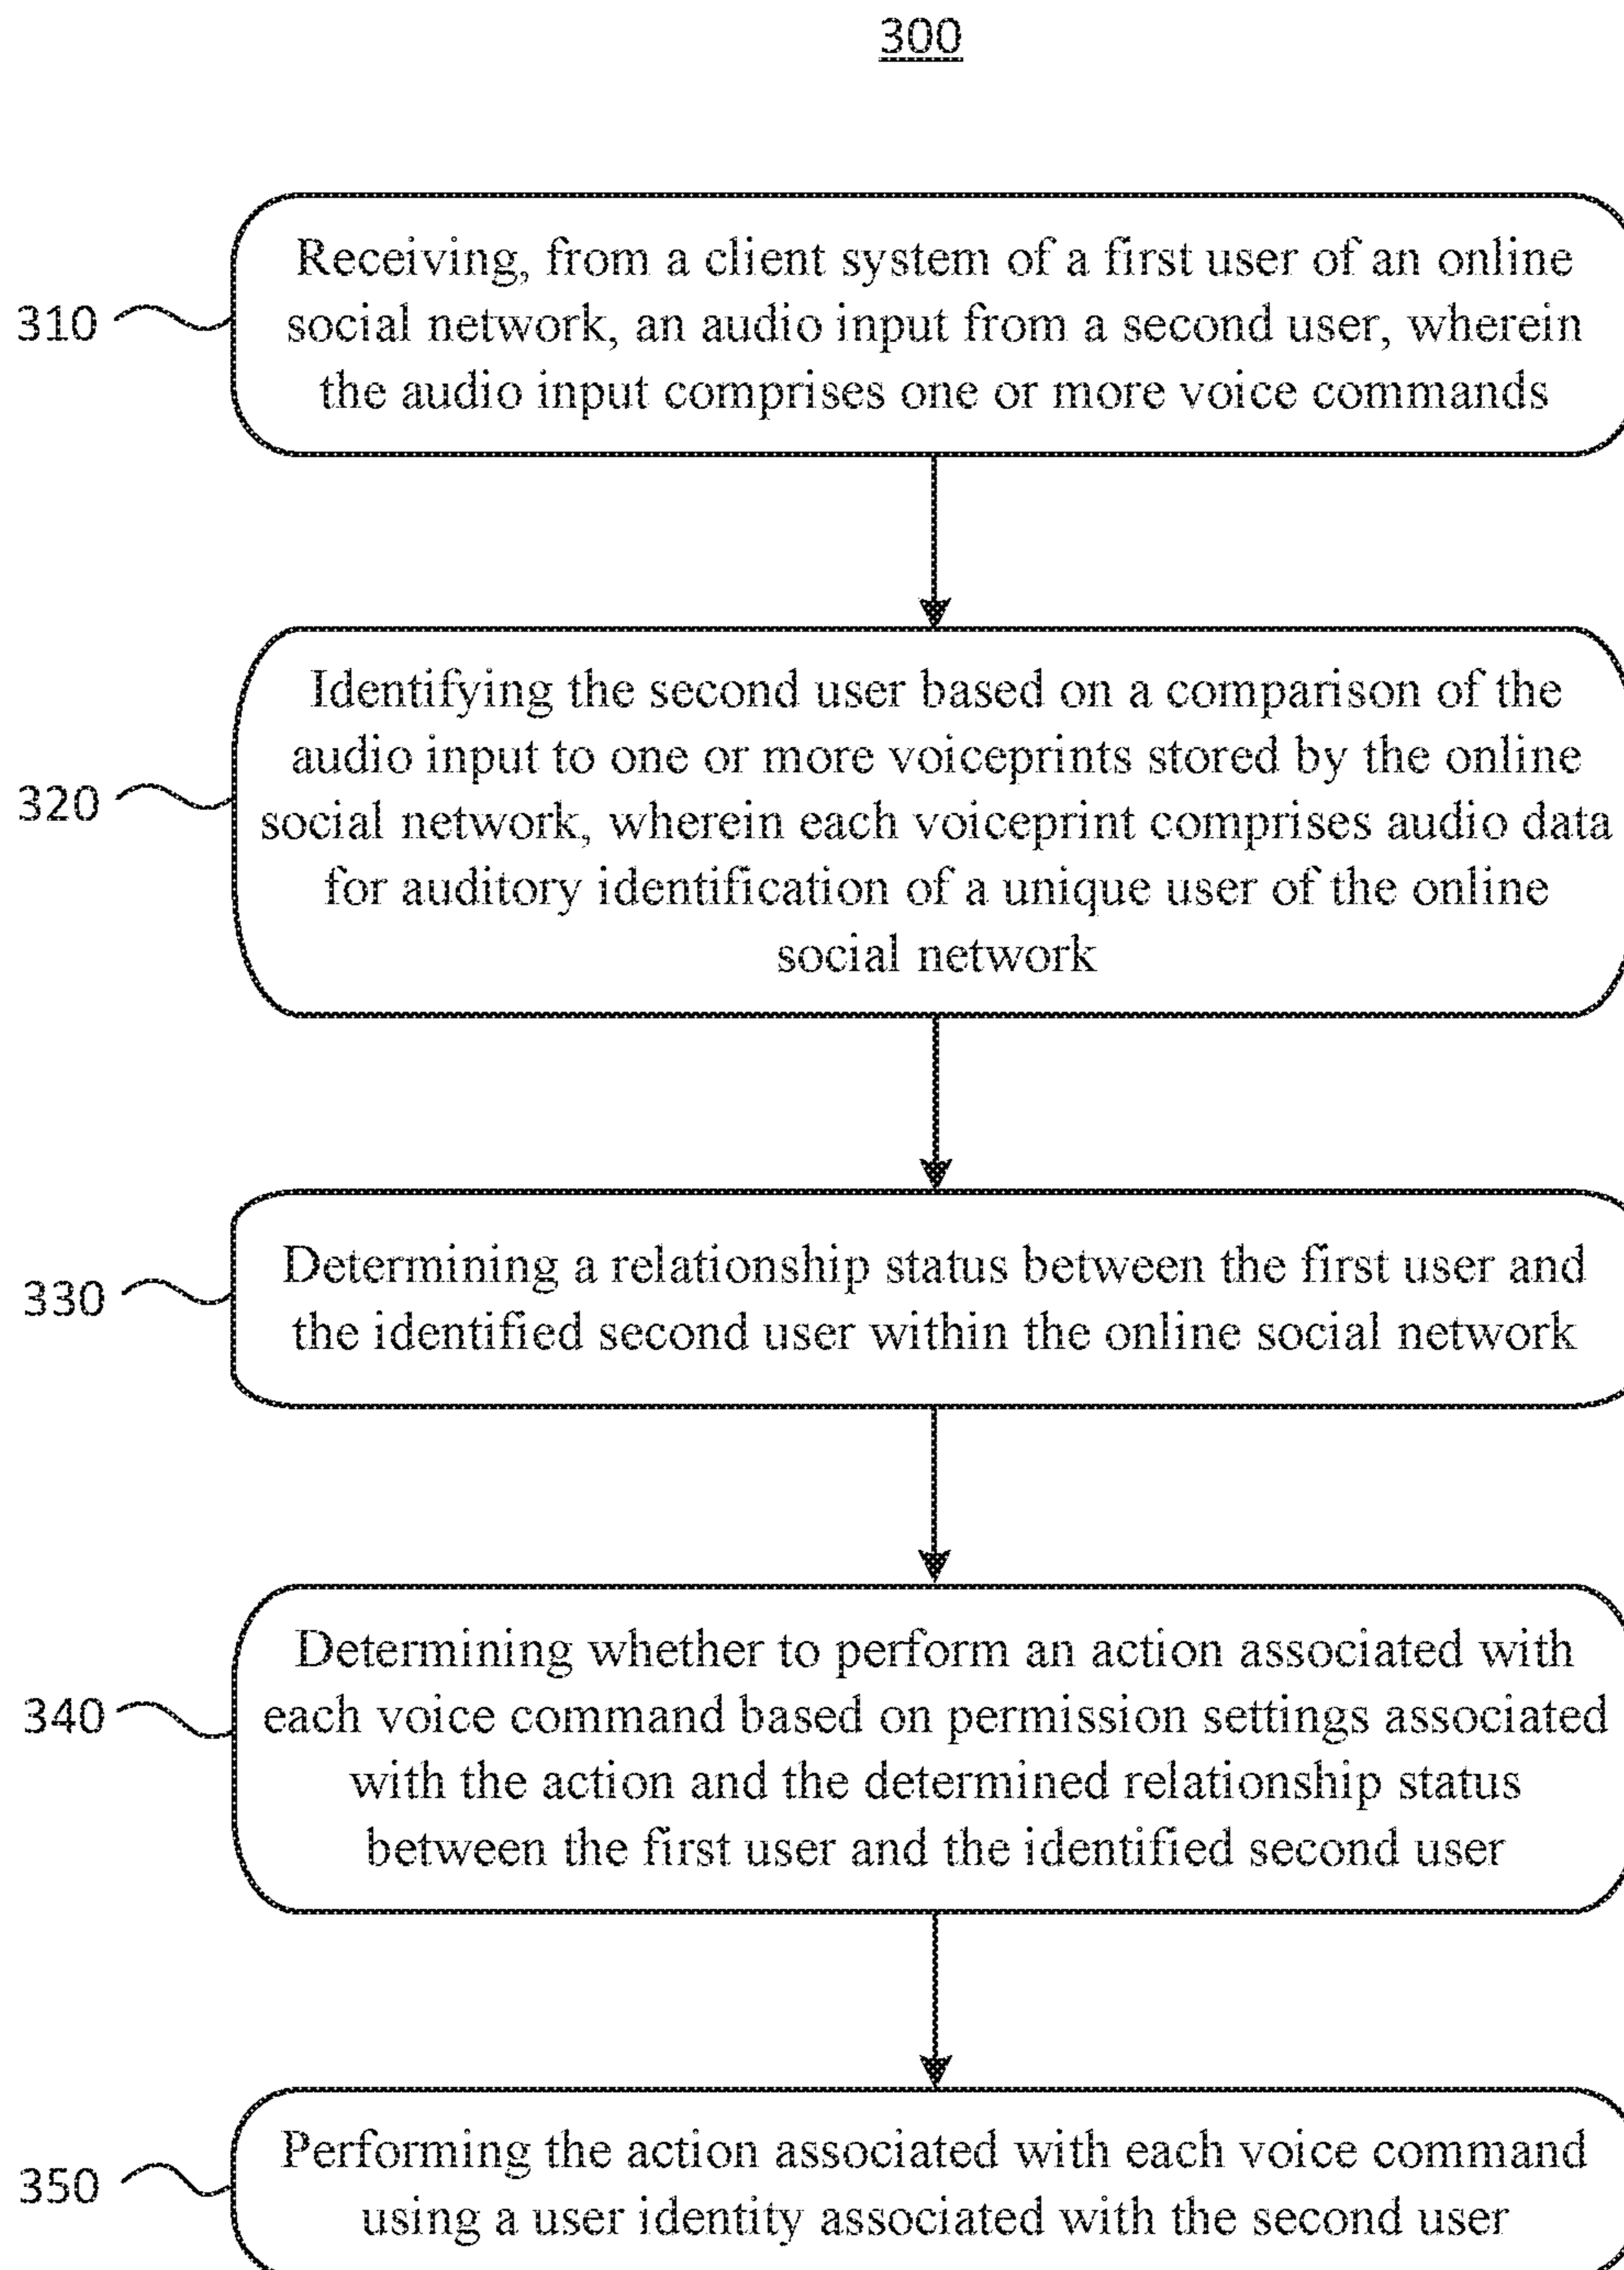 300
310
Receiving, from a client system of a first user of an online
social network, an audio input from a second user, wherein
the audio input comprises one or more voice commands
320
Identifying the second user based on a comparison of the
audio input to one or more voiceprints stored by the online
social network, wherein each voiceprint comprises audio data
for auditory identification of a unique user of the online
social network
330
Determining a relationship status between the first user and
the identified second user within the online social network
340
Determining whether to perform an action associated with
each voice command based on permission settings associated
with the action and the determined relationship status
between the first user and the identified second user
350
Performing the action associated with each voice command
using a user identity associated with the second user